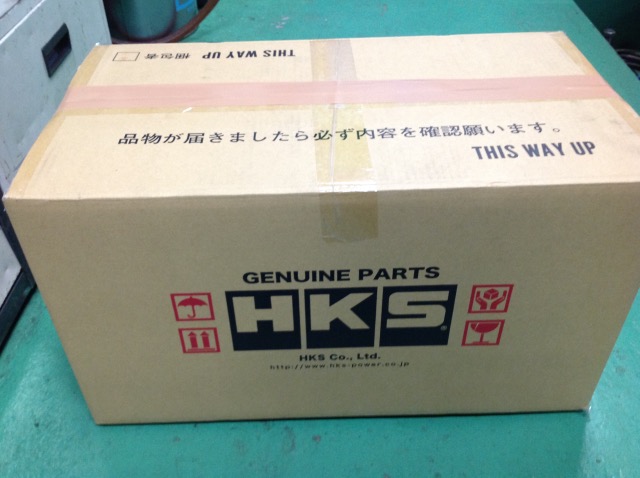 THIS WAY UP 梱包者
品物が届きましたら必ず内容を確認願います。
THIS WAY UP
GENUINE PARTS
HKS®
HKS Co., Ltd.
http://www.hks-power.co.jp